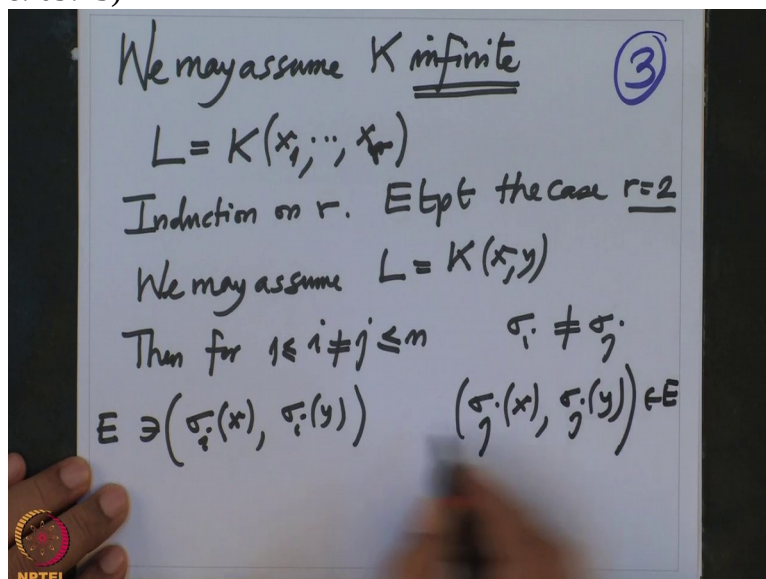 We may assume K infinite
3
L = K(x₁, ..., xᵣ)
Induction on r. Etpt the case r=2
We may assume L = K(x,y)
Then for 1≤ i ≠ j ≤ n σᵢ ≠ σⱼ
E ∋ (σᵢ(x), σᵢ(y)) (σⱼ(x), σⱼ(y)) ∈ E
NPTEL